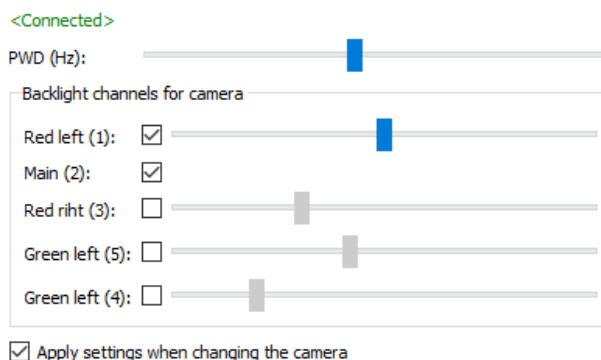 <Connected>
PWD (Hz):
Backlight channels for camera
Red left (1):
Main (2):
Red riht (3):
Green left (5):
Green left (4):
Apply settings when changing the camera